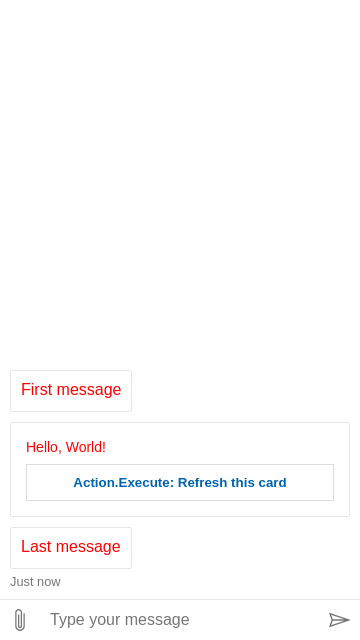 First message
Hello, World!
Action.Execute: Refresh this card
Last message
Just now
Type your message